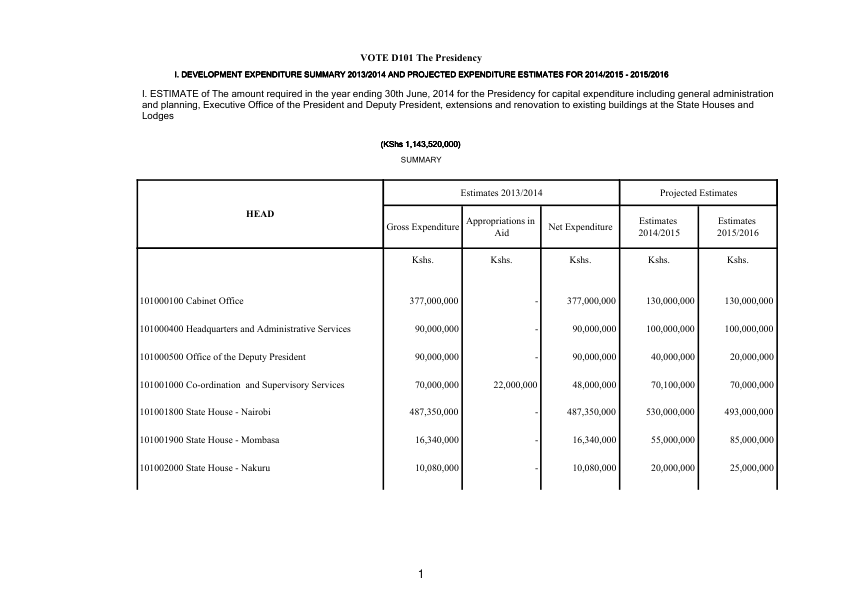 VOTE D101 The Presidency
I. DEVELOPMENT EXPENDITURE SUMMARY 2013/2014 AND PROJECTED EXPENDITURE ESTIMATES FOR 2014/2015 - 2015/2016
I. ESTIMATE of The amount required in the year ending 30th June, 2014 for the Presidency for capital expenditure including general administration
and planning, Executive Office of the President and Deputy President, extensions and renovation to existing buildings at the State Houses and
Lodges
(KShs 1,143,520,000)
SUMMARY
HEAD
Estimates 2013/2014
Projected Estimates
Gross Expenditure
Appropriations in
Aid
Net Expenditure
Estimates
2014/2015
Estimates
2015/2016
Kshs. Kshs. Kshs. Kshs. Kshs.
101000100 Cabinet Office 377,000,000 - 377,000,000 130,000,000 130,000,000
101000400 Headquarters and Administrative Services 90,000,000 - 90,000,000 100,000,000 100,000,000
101000500 Office of the Deputy President 90,000,000 - 90,000,000 40,000,000 20,000,000
101001000 Co-ordination and Supervisory Services 70,000,000 22,000,000 48,000,000 70,100,000 70,000,000
101001800 State House - Nairobi 487,350,000 - 487,350,000 530,000,000 493,000,000
101001900 State House - Mombasa 16,340,000 - 16,340,000 55,000,000 85,000,000
101002000 State House - Nakuru 10,080,000 - 10,080,000 20,000,000 25,000,000
1